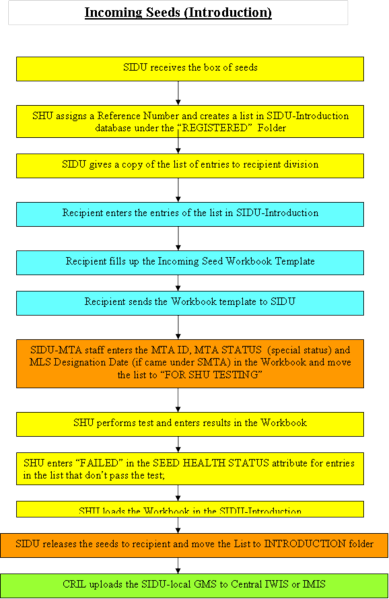 Incoming Seeds (Introduction)
SIDU receives the box of seeds
SHU assigns a Reference Number and creates a list in SIDU-Introduction
database under the “REGISTERED” Folder
SIDU gives a copy of the list of entries to recipient division
Recipient enters the entries of the list in SIDU-Introduction
Recipient fills up the Incoming Seed Workbook Template
Recipient sends the Workbook template to SIDU
SIDU-MTA staff enters the MTA ID, MTA STATUS (special status) and
MLS Designation Date (if came under SMTA) in the Workbook and move
the list to “FOR SHU TESTING”
SHU performs test and enters results in the Workbook
SHU enters “FAILED” in the SEED HEALTH STATUS attribute for entries
in the list that don’t pass the test;
SHU loads the Workbook in the SIDU-Introduction
SIDU releases the seeds to recipient and move the List to INTRODUCTION folder
CRIL uploads the SIDU-local GMS to Central IWIS or IMIS